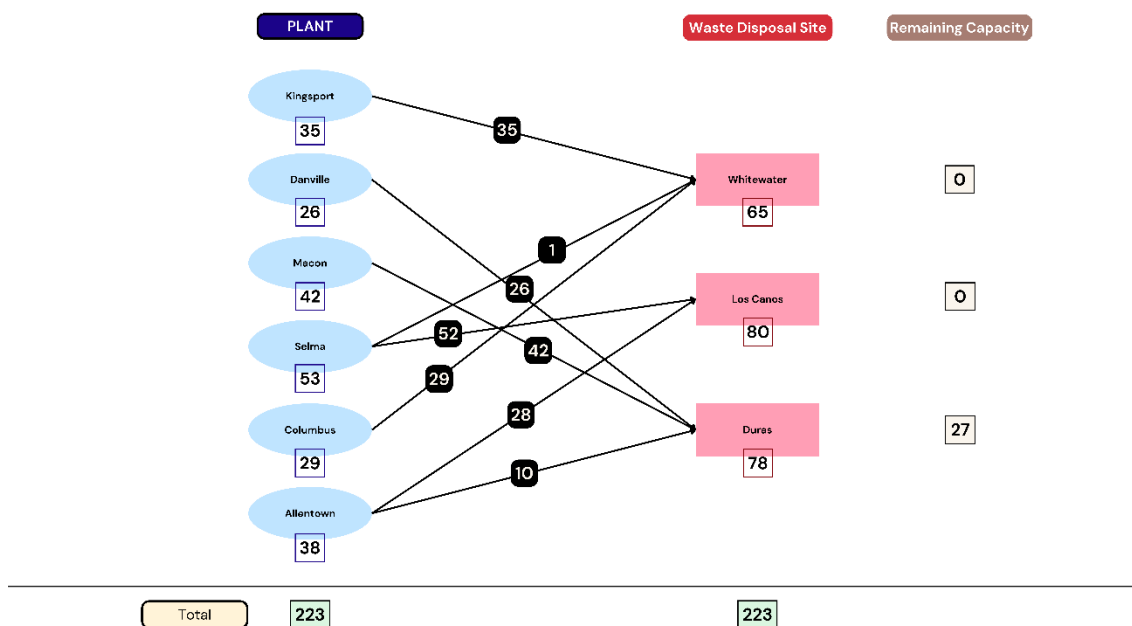 PLANT
Waste Disposal Site
Remaining Capacity
Kingsport
35
35
Danville
26
Whitewater
65
0
1
Macon
42
26
Los Canos
80
0
Selma
53
52
42
29
28
Columbus
29
Duras
78
27
10
Allentown
38
Total
223
223